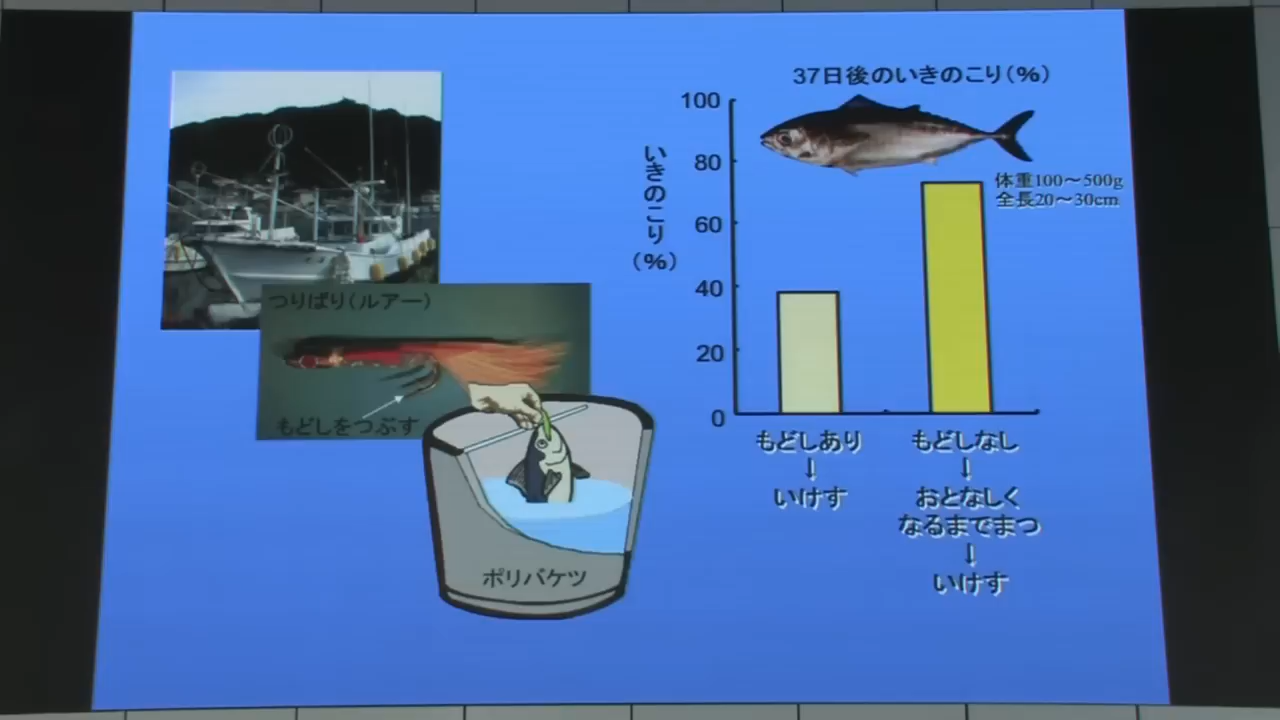 つりばり(ルアー)
もどしをつぶす
ポリバケツ
37日後のいきのこり(%)
いきのこり(%)
100
80
60
40
20
0
体重100～500g
全長20～30cm
もどしあり
↓
いけす
もどしなし
↓
おとなしく
なるまでまつ
↓
いけす